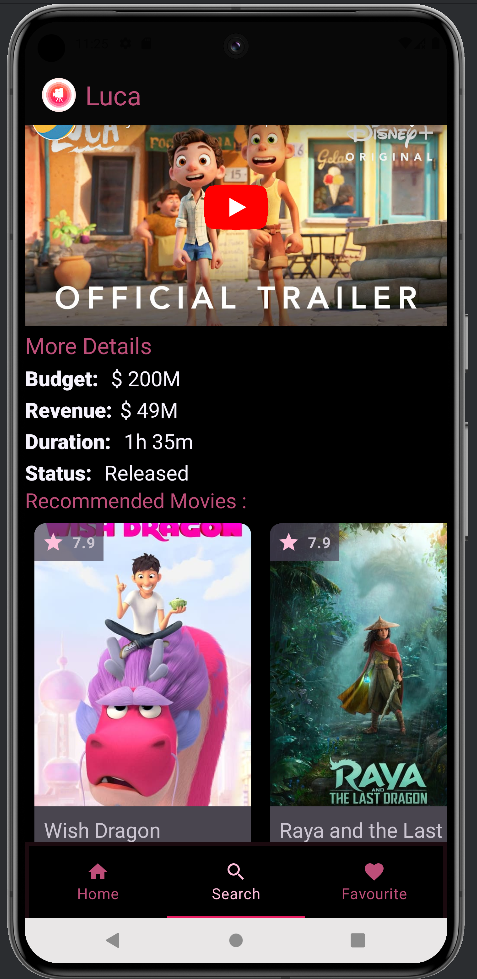 Luca
Disney+
ORIGINAL
Gela
15
OFFICIAL TRAILER
More Details
Budget: $ 200M
Revenue: $ 49M
Duration: 1h 35m
Status: Released
Recommended Movies :
WISH DRAGON
7.9
7.9
RAYA
AND
THE LAST DRAGON
Wish Dragon
Raya and the Last
Home
Search
Favourite